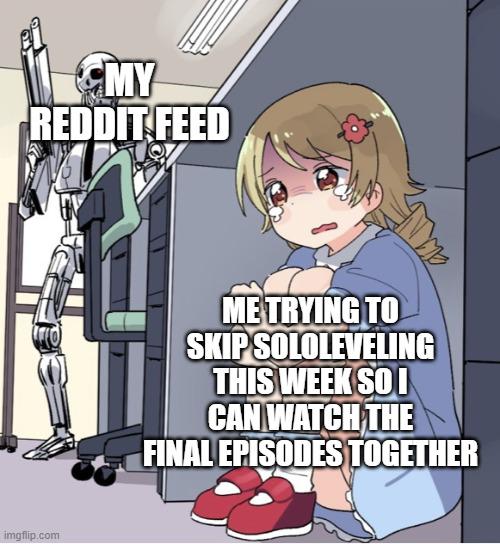 MY
REDDIT FEED
ME TRYING TO
SKIP SOLOLEVELING
THIS WEEK SO I
CAN WATCH THE
FINAL EPISODES TOGETHER
imgflip.com